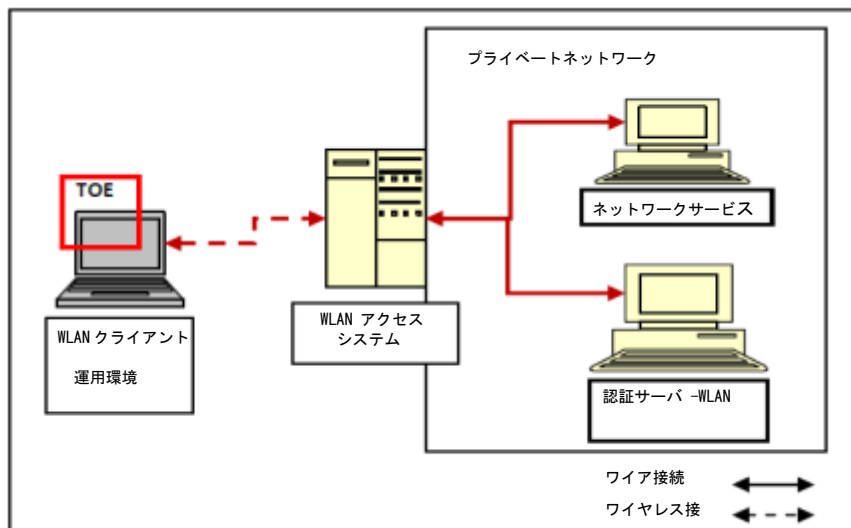 プライベートネットワーク
TOE
ネットワークサービス
WLAN クライアント
運用環境
WLAN アクセス
システム
認証サーバ -WLAN
ワイア接続
ワイヤレス接